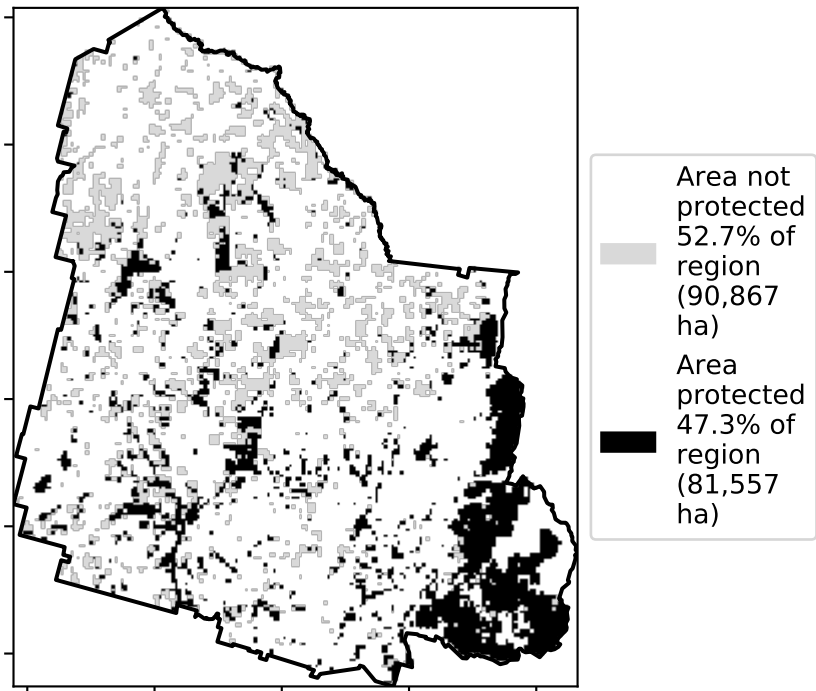 Area not
protected
52.7% of
region
(90,867
ha)
Area
protected
47.3% of
region
(81,557
ha)